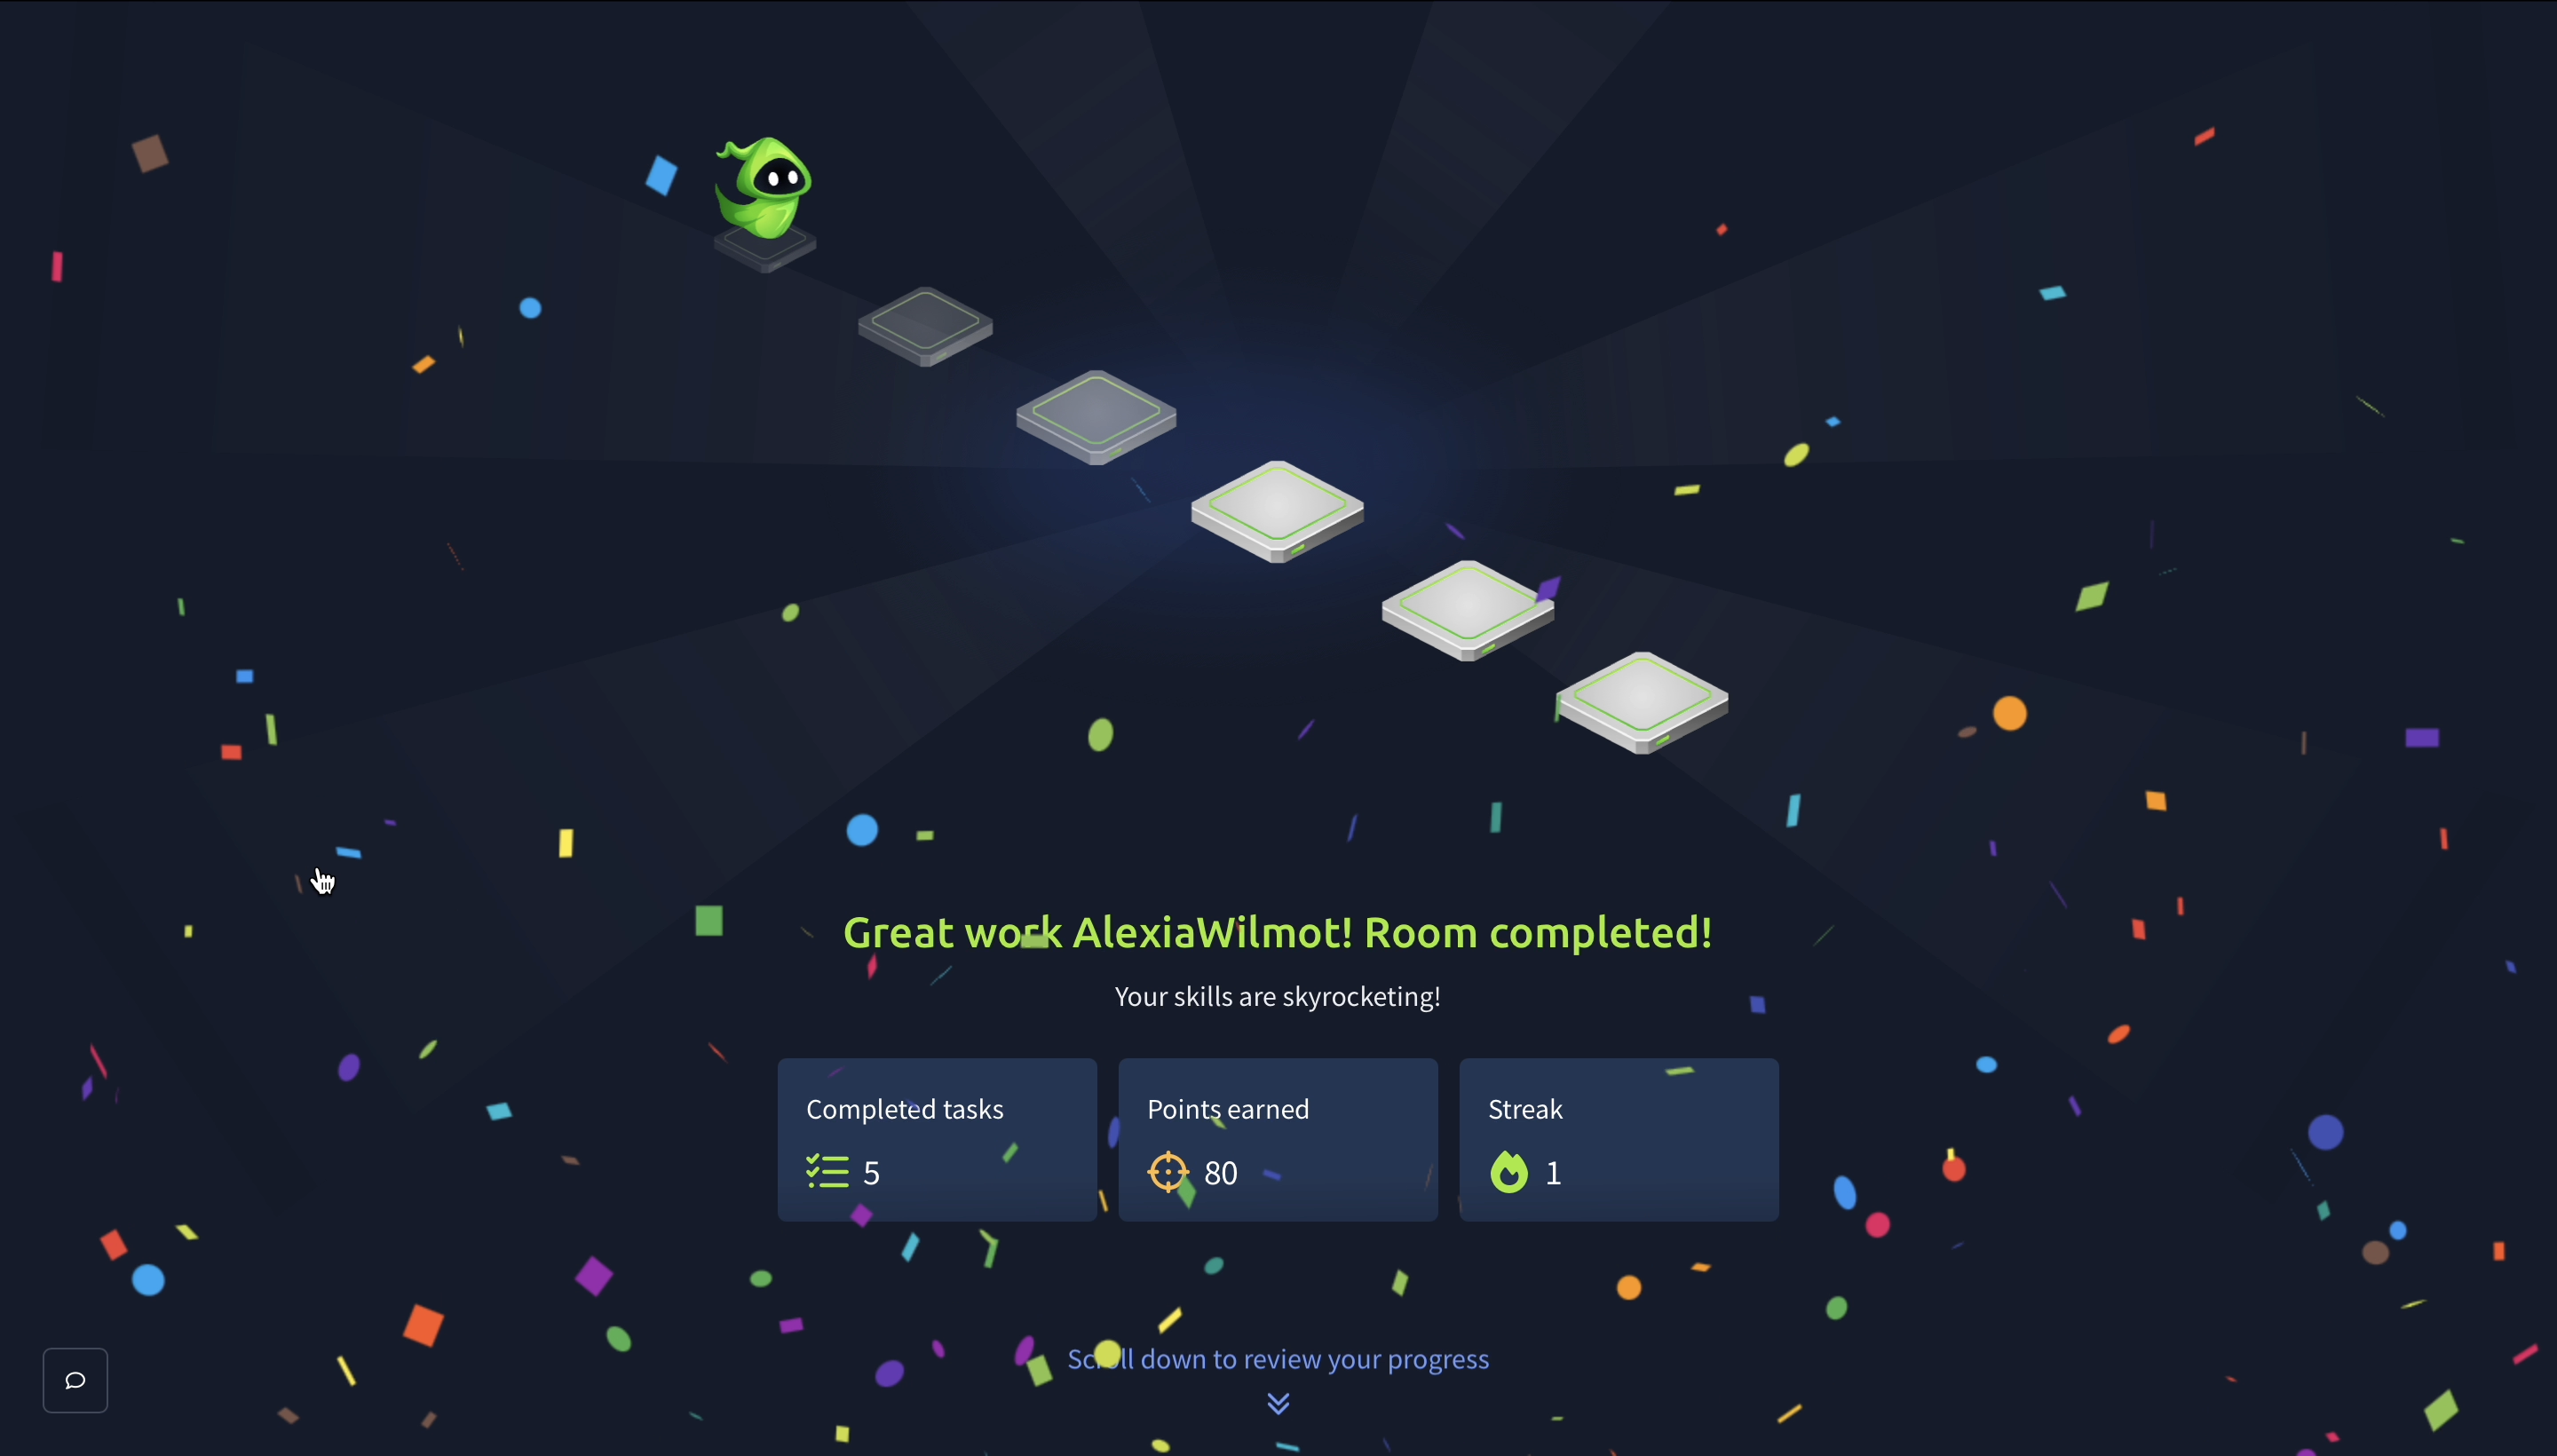 Great work AlexiaWilmot! Room completed!
Your skills are skyrocketing!
Completed tasks
5
Points earned
80
Streak
1
Scroll down to review your progress